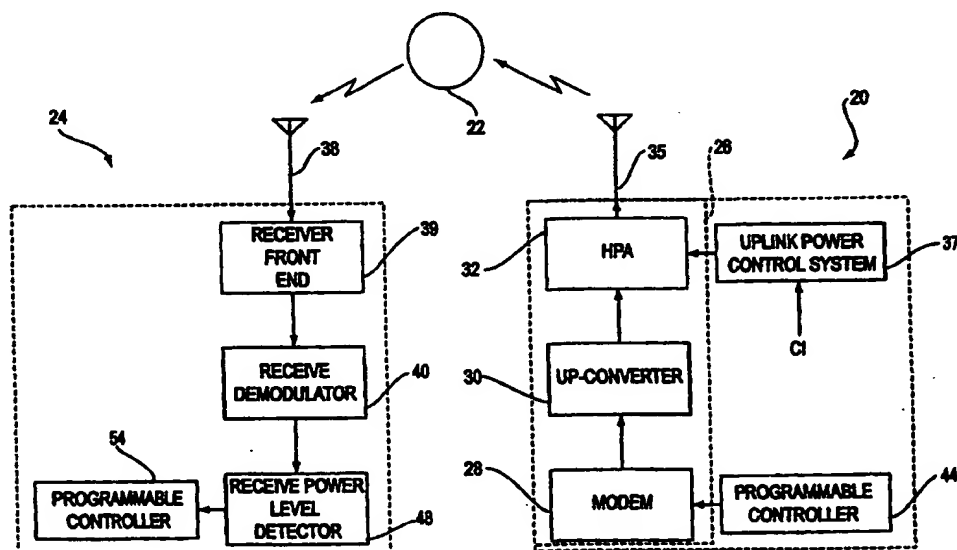 22
24
20
38
35
26
RECEIVER
FRONT
END
39
32
HPA
UPLINK POWER
CONTROL SYSTEM
37
CI
RECEIVE
DEMODULATOR
40
30
UP-CONVERTER
54
PROGRAMMABLE
CONTROLLER
RECEIVE POWER
LEVEL
DETECTOR
48
28
MODEM
PROGRAMMABLE
CONTROLLER
44